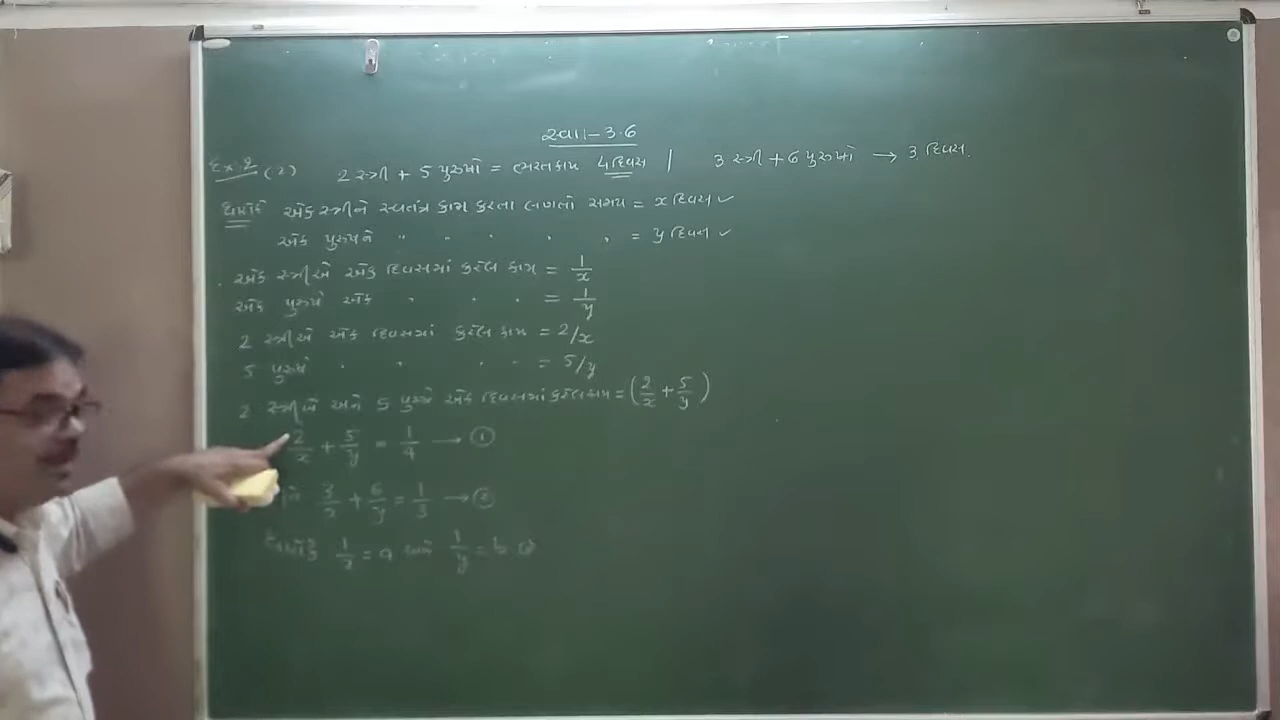 સ્વા:- 3.6
Ex. 2 (2) 2 સ્ત્રી + 5 પુરુષો = ભરતકામ 4 દિવસ | 3 સ્ત્રી + 6 પુરુષો → 3 દિવસ.
ધારોકે એક સ્ત્રીને સ્વતંત્ર કામ કરતા લાગતો સમય = x દિવસ ✓
એક પુરુષને " " " " " = y દિવસ ✓
એક સ્ત્રીએ એક દિવસમાં કરેલ કામ = 1/x
એક પુરુષે એક " " " = 1/y
2 સ્ત્રીએ એક દિવસમાં કરેલ કામ = 2/x
5 પુરુષે " " " " = 5/y
2 સ્ત્રીએ અને 5 પુરુષે એક દિવસમાં કરેલ કામ = (2/x + 5/y)
2/x + 5/y = 1/4 → ①
3/x + 6/y = 1/3 → ②
ધારોકે 1/x = a અને 1/y = b